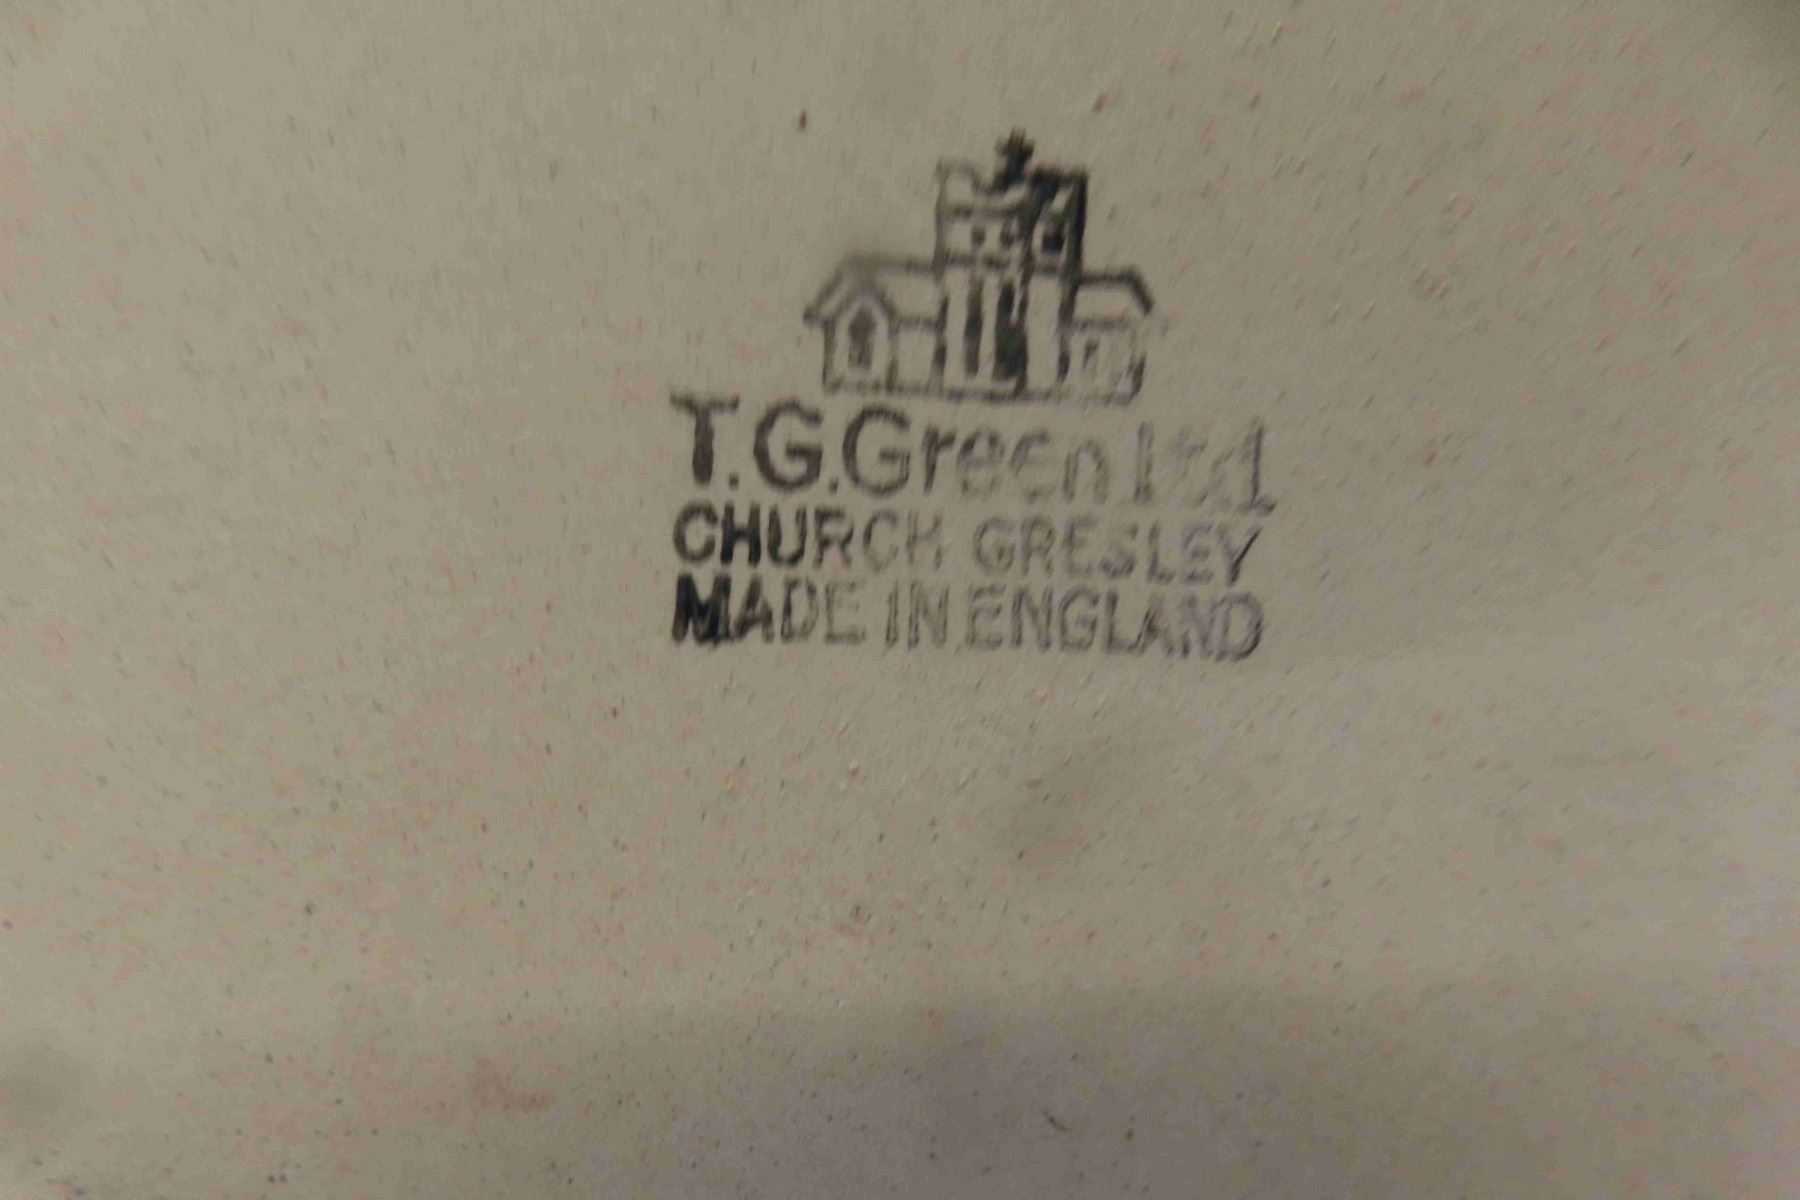 T.G.Green Ltd
CHURCH GRESLEY
MADE IN ENGLAND